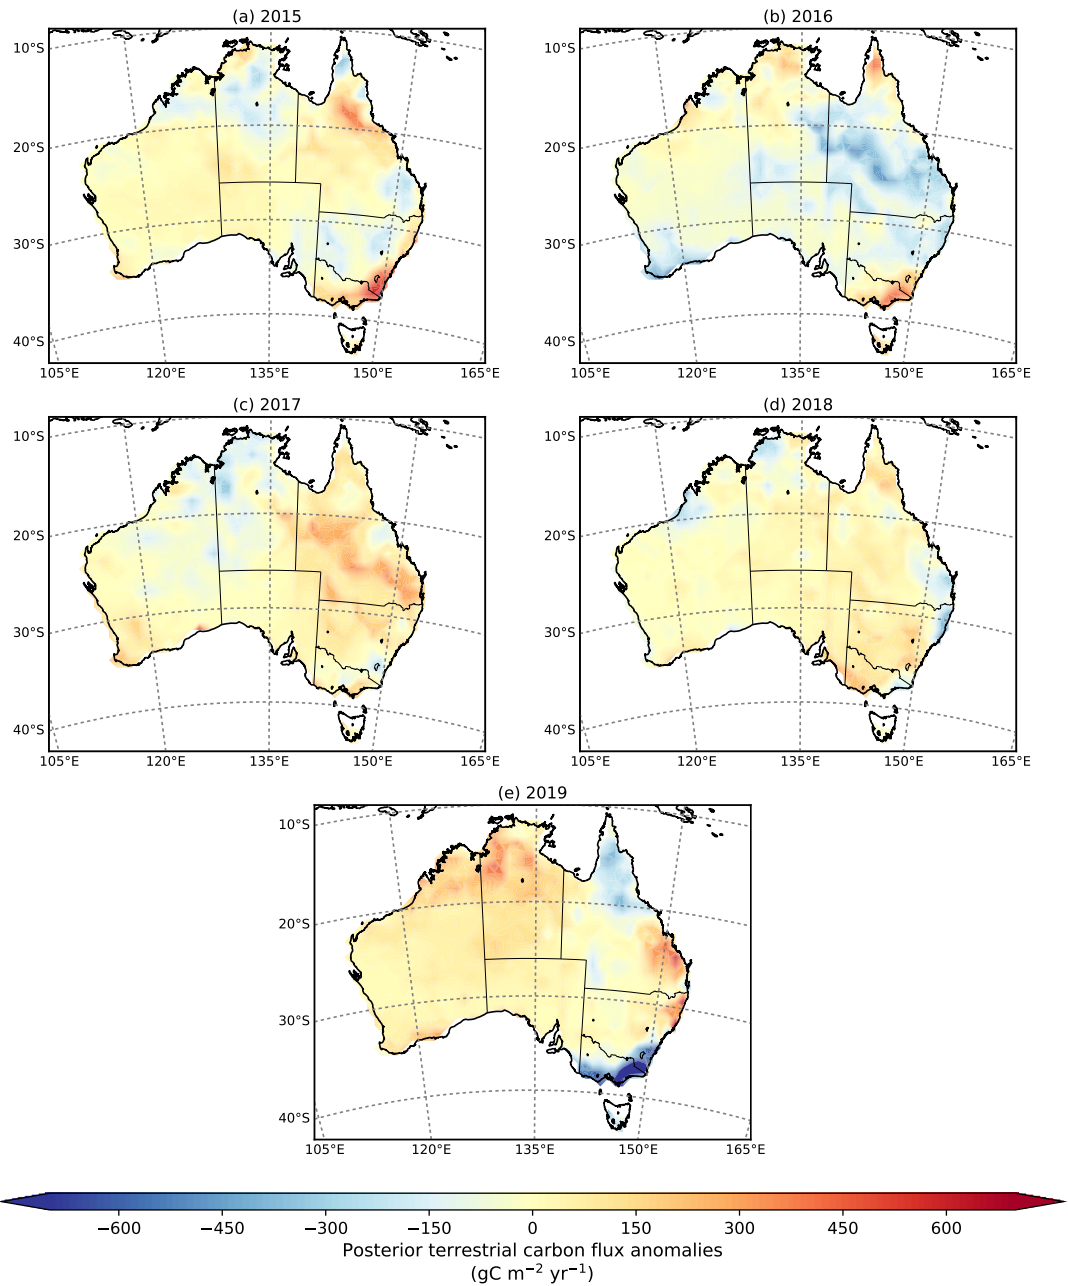 (a) 2015
(b) 2016
10°S
20°S
30°S
40°S
105°E 120°E 135°E 150°E 165°E
10°S
20°S
30°S
40°S
105°E 120°E 135°E 150°E 165°E
(c) 2017
(d) 2018
10°S
20°S
30°S
40°S
105°E 120°E 135°E 150°E 165°E
10°S
20°S
30°S
40°S
105°E 120°E 135°E 150°E 165°E
(e) 2019
10°S
20°S
30°S
40°S
105°E 120°E 135°E 150°E 165°E
−600 −450 −300 −150 0 150 300 450 600
Posterior terrestrial carbon flux anomalies
(gC m⁻² yr⁻¹)